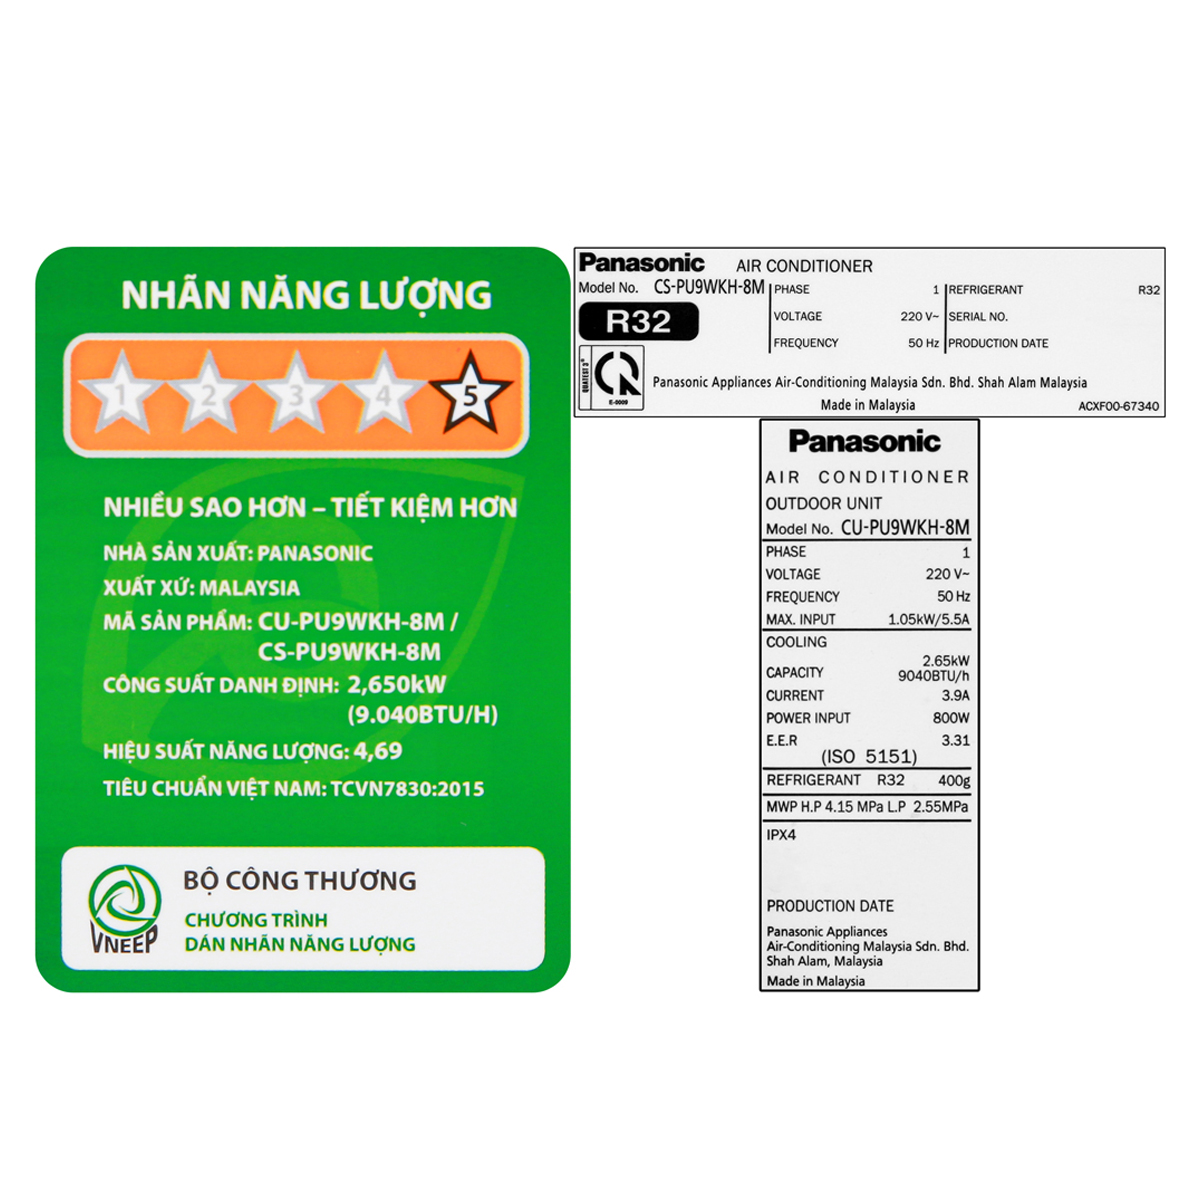 NHÃN NĂNG LƯỢNG
1 2 3 4 5
NHIỀU SAO HƠN – TIẾT KIỆM HƠN
NHÀ SẢN XUẤT: PANASONIC
XUẤT XỨ: MALAYSIA
MÃ SẢN PHẨM: CU-PU9WKH-8M /
CS-PU9WKH-8M
CÔNG SUẤT DANH ĐỊNH: 2,650kW
(9.040BTU/H)
HIỆU SUẤT NĂNG LƯỢNG: 4,69
TIÊU CHUẨN VIỆT NAM: TCVN7830:2015
VNEEP
BỘ CÔNG THƯƠNG
CHƯƠNG TRÌNH
DÁN NHÃN NĂNG LƯỢNG
Panasonic AIR CONDITIONER
Model No. CS-PU9WKH-8M
R32
PHASE 1
VOLTAGE 220 V~
FREQUENCY 50 Hz
REFRIGERANT R32
SERIAL NO.
PRODUCTION DATE
QUATEST 3®
E-0009
Panasonic Appliances Air-Conditioning Malaysia Sdn. Bhd. Shah Alam Malaysia
Made in Malaysia ACXF00-67340
Panasonic
AIR CONDITIONER
OUTDOOR UNIT
Model No. CU-PU9WKH-8M
PHASE 1
VOLTAGE 220 V~
FREQUENCY 50 Hz
MAX. INPUT 1.05kW/5.5A
COOLING
CAPACITY 2.65kW
9040BTU/h
CURRENT 3.9A
POWER INPUT 800W
E.E.R 3.31
(ISO 5151)
REFRIGERANT R32 400g
MWP H.P 4.15 MPa L.P 2.55MPa
IPX4
PRODUCTION DATE
Panasonic Appliances
Air-Conditioning Malaysia Sdn. Bhd.
Shah Alam, Malaysia
Made in Malaysia